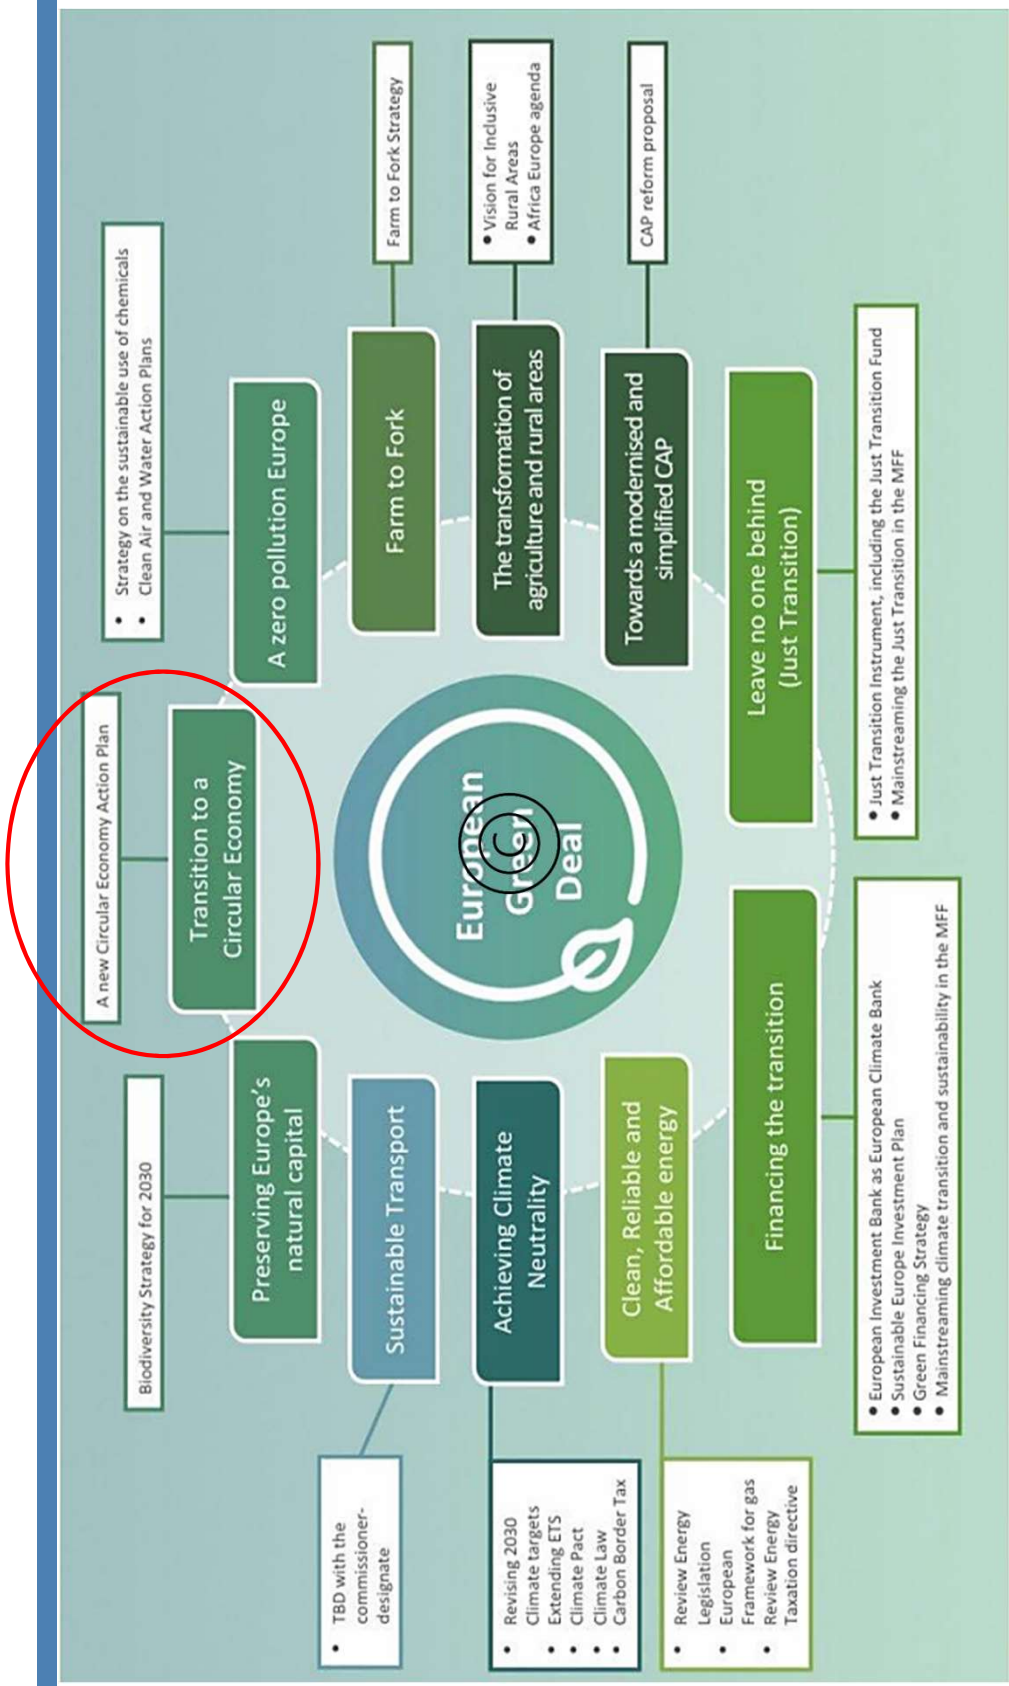 A new Circular Economy Action Plan
Transition to a
Circular Economy
Strategy on the sustainable use of chemicals
Clean Air and Water Action Plans
A zero pollution Europe
Farm to Fork Strategy
Farm to Fork
Vision for Inclusive
Rural Areas
Africa Europe agenda
The transformation of
agriculture and rural areas
CAP reform proposal
Towards a modernised and
simplified CAP
Leave no one behind
(Just Transition)
Just Transition Instrument, including the Just Transition Fund
Mainstreaming the Just Transition in the MFF
Financing the transition
European Investment Bank as European Climate Bank
Sustainable Europe Investment Plan
Green Financing Strategy
Mainstreaming climate transition and sustainability in the MFF
Clean, Reliable and
Affordable energy
Review Energy
Legislation
European
Framework for gas
Review Energy
Taxation directive
Achieving Climate
Neutrality
Revising 2030
Climate targets
Extending ETS
Climate Pact
Climate Law
Carbon Border Tax
Sustainable Transport
TBD with the
commissioner-
designate
Preserving Europe's
natural capital
Biodiversity Strategy for 2030
European
Green
Deal